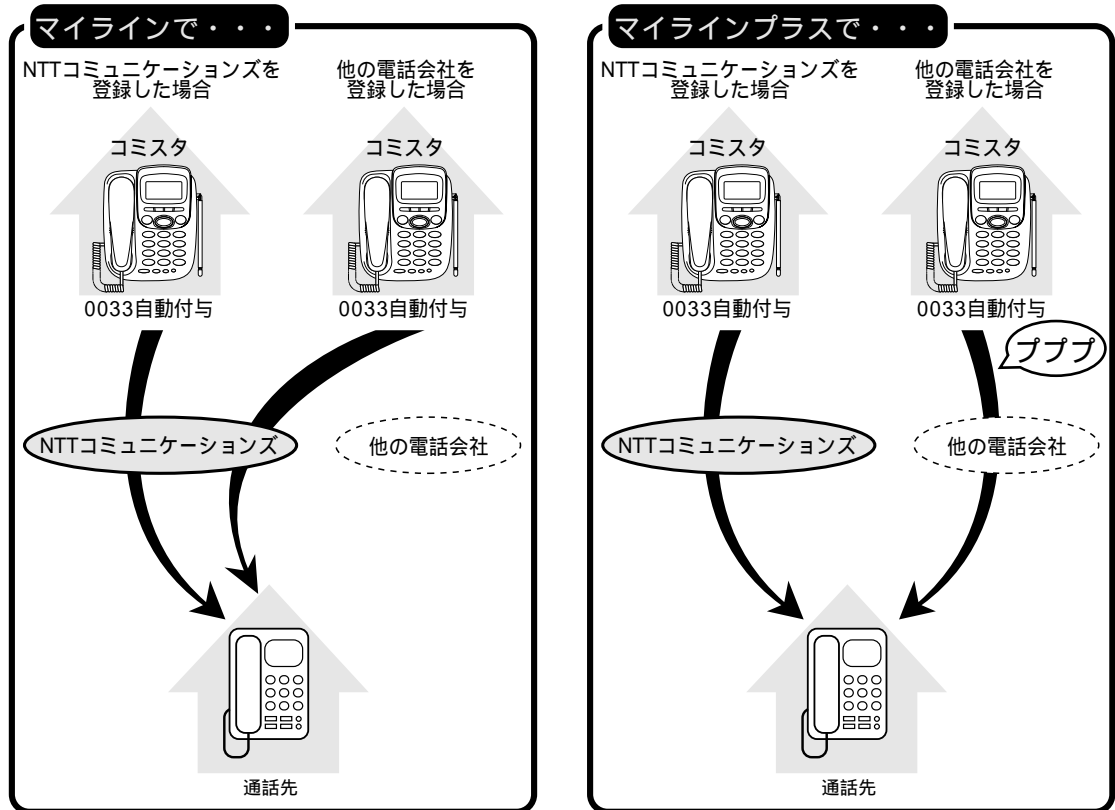 マイラインで・・・
NTTコミュニケーションズを
登録した場合
他の電話会社を
登録した場合
コミスタ
コミスタ
0033自動付与
0033自動付与
NTTコミュニケーションズ
他の電話会社
通話先
マイラインプラスで・・・
NTTコミュニケーションズを
登録した場合
他の電話会社を
登録した場合
コミスタ
コミスタ
0033自動付与
0033自動付与
プププ
NTTコミュニケーションズ
他の電話会社
通話先